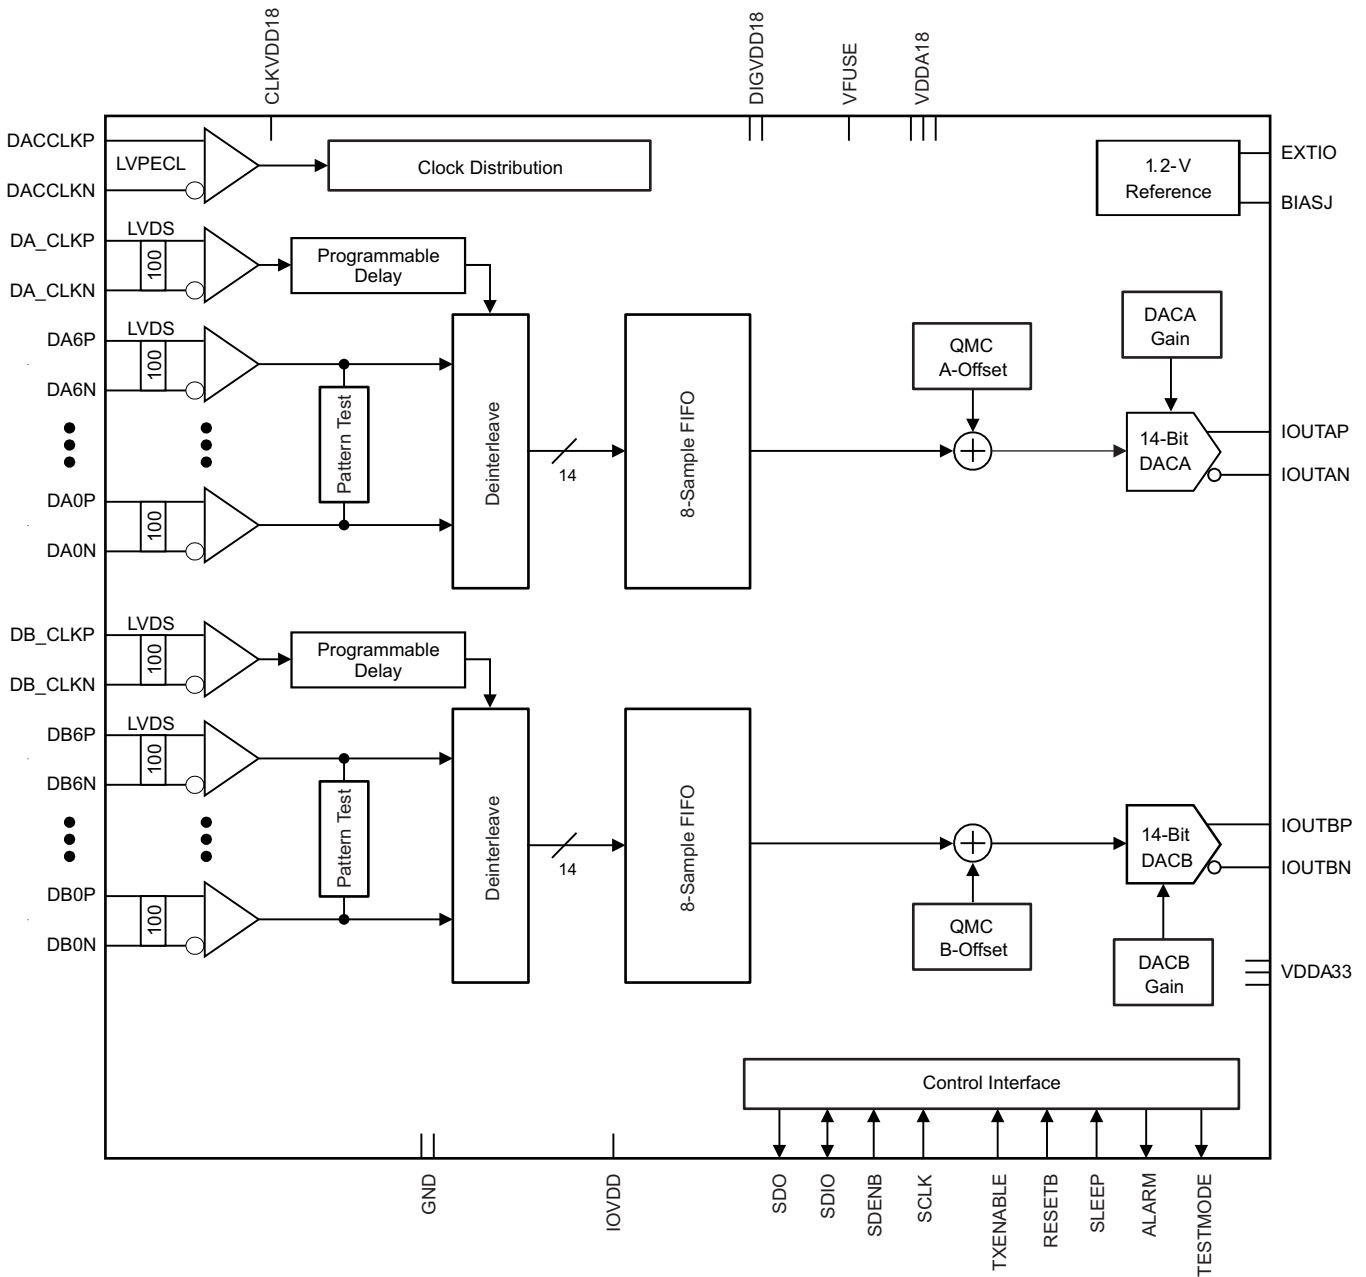 CLKVDD18
DIGVDD18
VFUSE
VDDA18
DACCLKP
LVPECL
DACCLKN
Clock Distribution
1.2-V
Reference
EXTIO
BIASJ
DA_CLKP
LVDS
100
DA_CLKN
Programmable
Delay
DA6P
LVDS
100
DA6N
Pattern Test
DA0P
100
DA0N
Deinterleave
14
8-Sample FIFO
QMC
A-Offset
DACA
Gain
14-Bit
DACA
IOUTAP
IOUTAN
DB_CLKP
LVDS
100
DB_CLKN
Programmable
Delay
DB6P
LVDS
100
DB6N
Pattern Test
DB0P
100
DB0N
Deinterleave
14
8-Sample FIFO
QMC
B-Offset
14-Bit
DACB
DACB
Gain
IOUTBP
IOUTBN
VDDA33
Control Interface
GND
IOVDD
SDO
SDIO
SDENB
SCLK
TXENABLE
RESETB
SLEEP
ALARM
TESTMODE